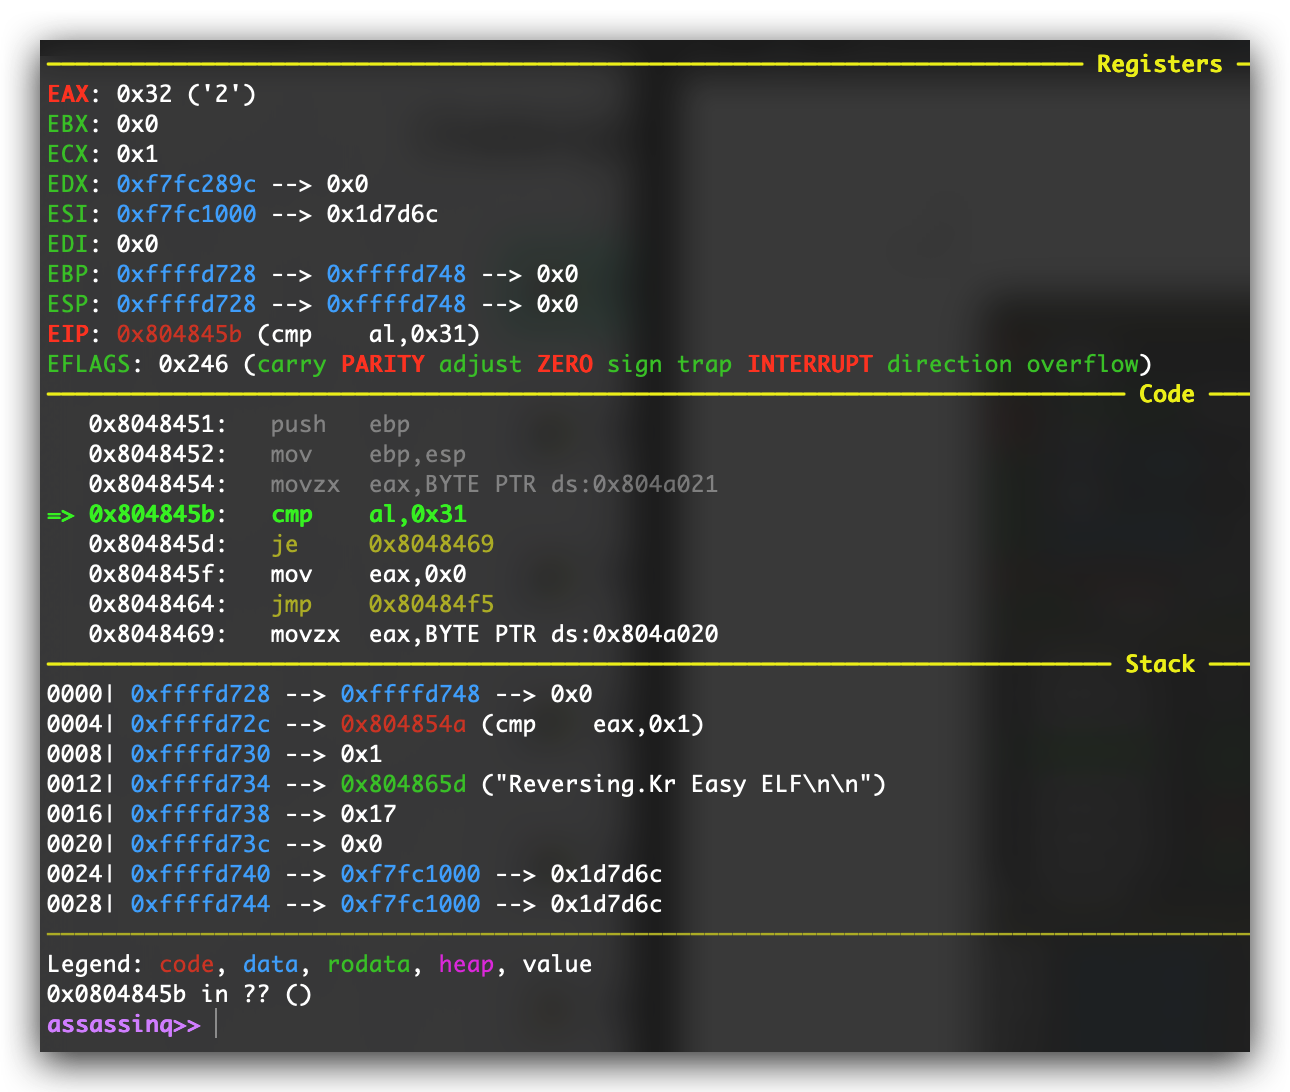 Registers
EAX: 0x32 ('2')
EBX: 0x0
ECX: 0x1
EDX: 0xf7fc289c --> 0x0
ESI: 0xf7fc1000 --> 0x1d7d6c
EDI: 0x0
EBP: 0xffffd728 --> 0xffffd748 --> 0x0
ESP: 0xffffd728 --> 0xffffd748 --> 0x0
EIP: 0x804845b (cmp    al,0x31)
EFLAGS: 0x246 (carry PARITY adjust ZERO sign trap INTERRUPT direction overflow)
Code
   0x8048451:   push   ebp
   0x8048452:   mov    ebp,esp
   0x8048454:   movzx  eax,BYTE PTR ds:0x804a021
=> 0x804845b:   cmp    al,0x31
   0x804845d:   je     0x8048469
   0x804845f:   mov    eax,0x0
   0x8048464:   jmp    0x80484f5
   0x8048469:   movzx  eax,BYTE PTR ds:0x804a020
Stack
0000| 0xffffd728 --> 0xffffd748 --> 0x0
0004| 0xffffd72c --> 0x804854a (cmp    eax,0x1)
0008| 0xffffd730 --> 0x1
0012| 0xffffd734 --> 0x804865d ("Reversing.Kr Easy ELF\n\n")
0016| 0xffffd738 --> 0x17
0020| 0xffffd73c --> 0x0
0024| 0xffffd740 --> 0xf7fc1000 --> 0x1d7d6c
0028| 0xffffd744 --> 0xf7fc1000 --> 0x1d7d6c
Legend: code, data, rodata, heap, value
0x0804845b in ?? ()
assassinq>>